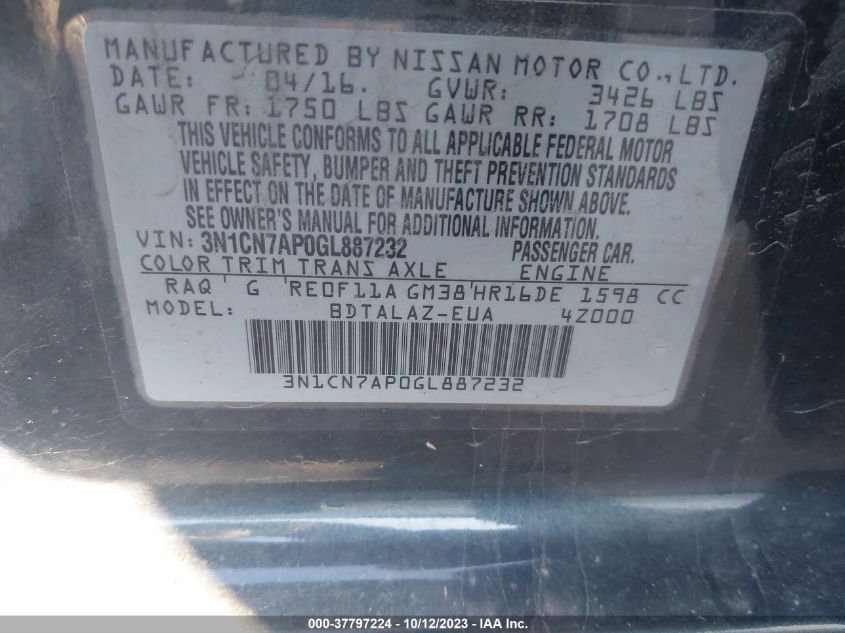 MANUFACTURED BY NISSAN MOTOR CO., LTD.
DATE: 04/16. GVWR: 3426 LBS
GAWR FR: 1750 LBS GAWR RR: 1708 LBS
THIS VEHICLE CONFORMS TO ALL APPLICABLE FEDERAL MOTOR
VEHICLE SAFETY, BUMPER AND THEFT PREVENTION STANDARDS
IN EFFECT ON THE DATE OF MANUFACTURE SHOWN ABOVE.
SEE OWNER'S MANUAL FOR ADDITIONAL INFORMATION.
VIN: 3N1CN7AP0GL887232 PASSENGER CAR.
COLOR TRIM TRANS AXLE ENGINE
RAQ G RE0F11A GM38 HR16DE 1598 CC
MODEL: BDTALAZ-EUA 4Z000
3N1CN7AP0GL887232
000-37797224 - 10/12/2023 - IAA Inc.